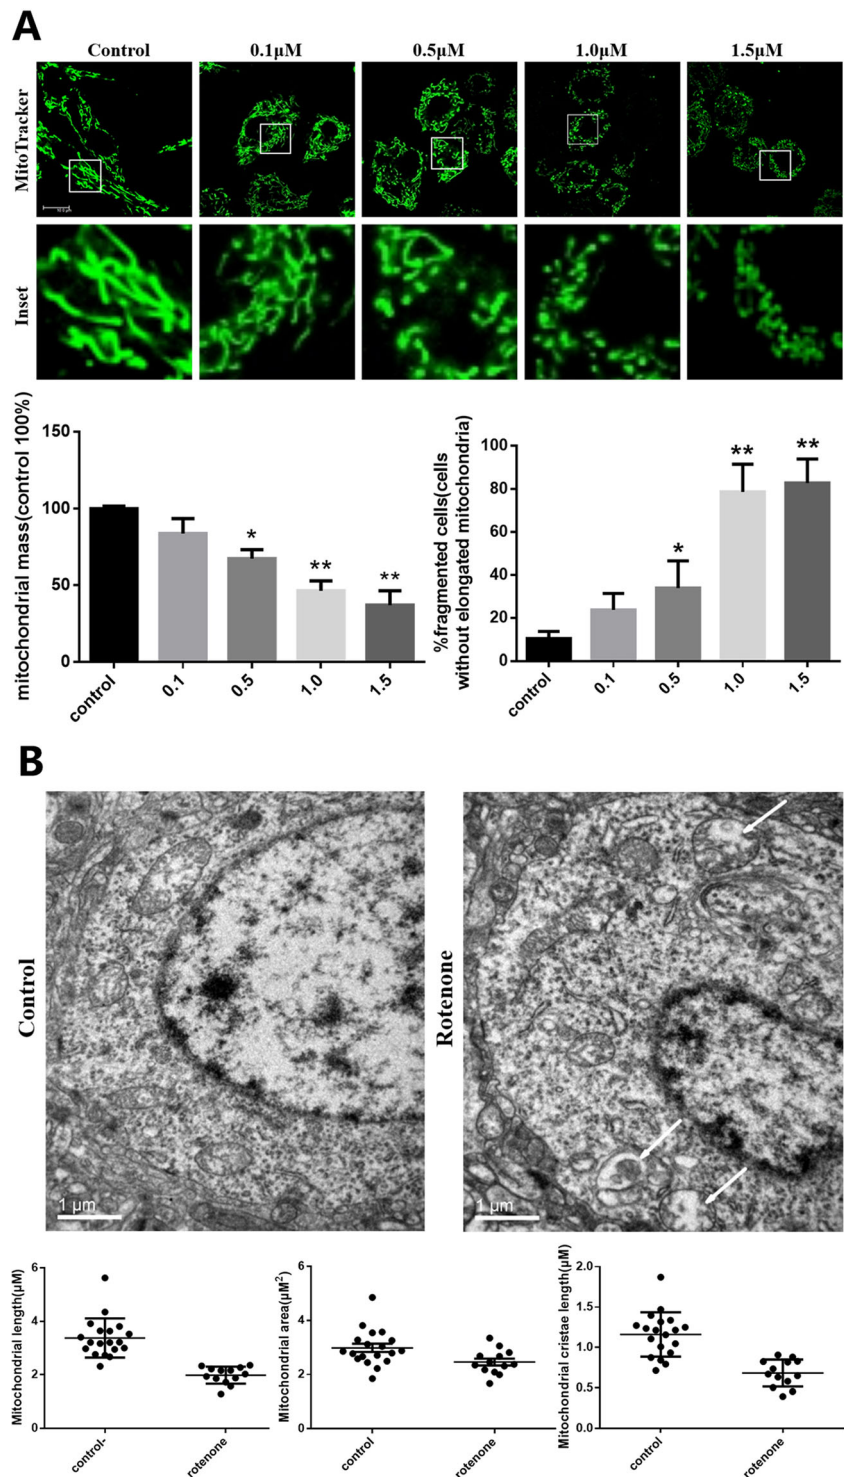 A
Control 0.1μM 0.5μM 1.0μM 1.5μM
MitoTracker
Inset
mitochondrial mass(control 100%)
150
100
50
0
*
**
**
control 0.1 0.5 1.0 1.5
%fragmented cells(cells
without elongated mitochondria)
100
80
60
40
20
0
*
**
**
control 0.1 0.5 1.0 1.5
B
Control
1 μm
Rotenone
1 μm
Mitochondrial length(μM)
6
4
2
0
control- rotenone
Mitochondrial area(μM²)
6
4
2
0
control rotenone
Mitochondrial cristae length(μM)
2.0
1.5
1.0
0.5
0.0
control rotenone